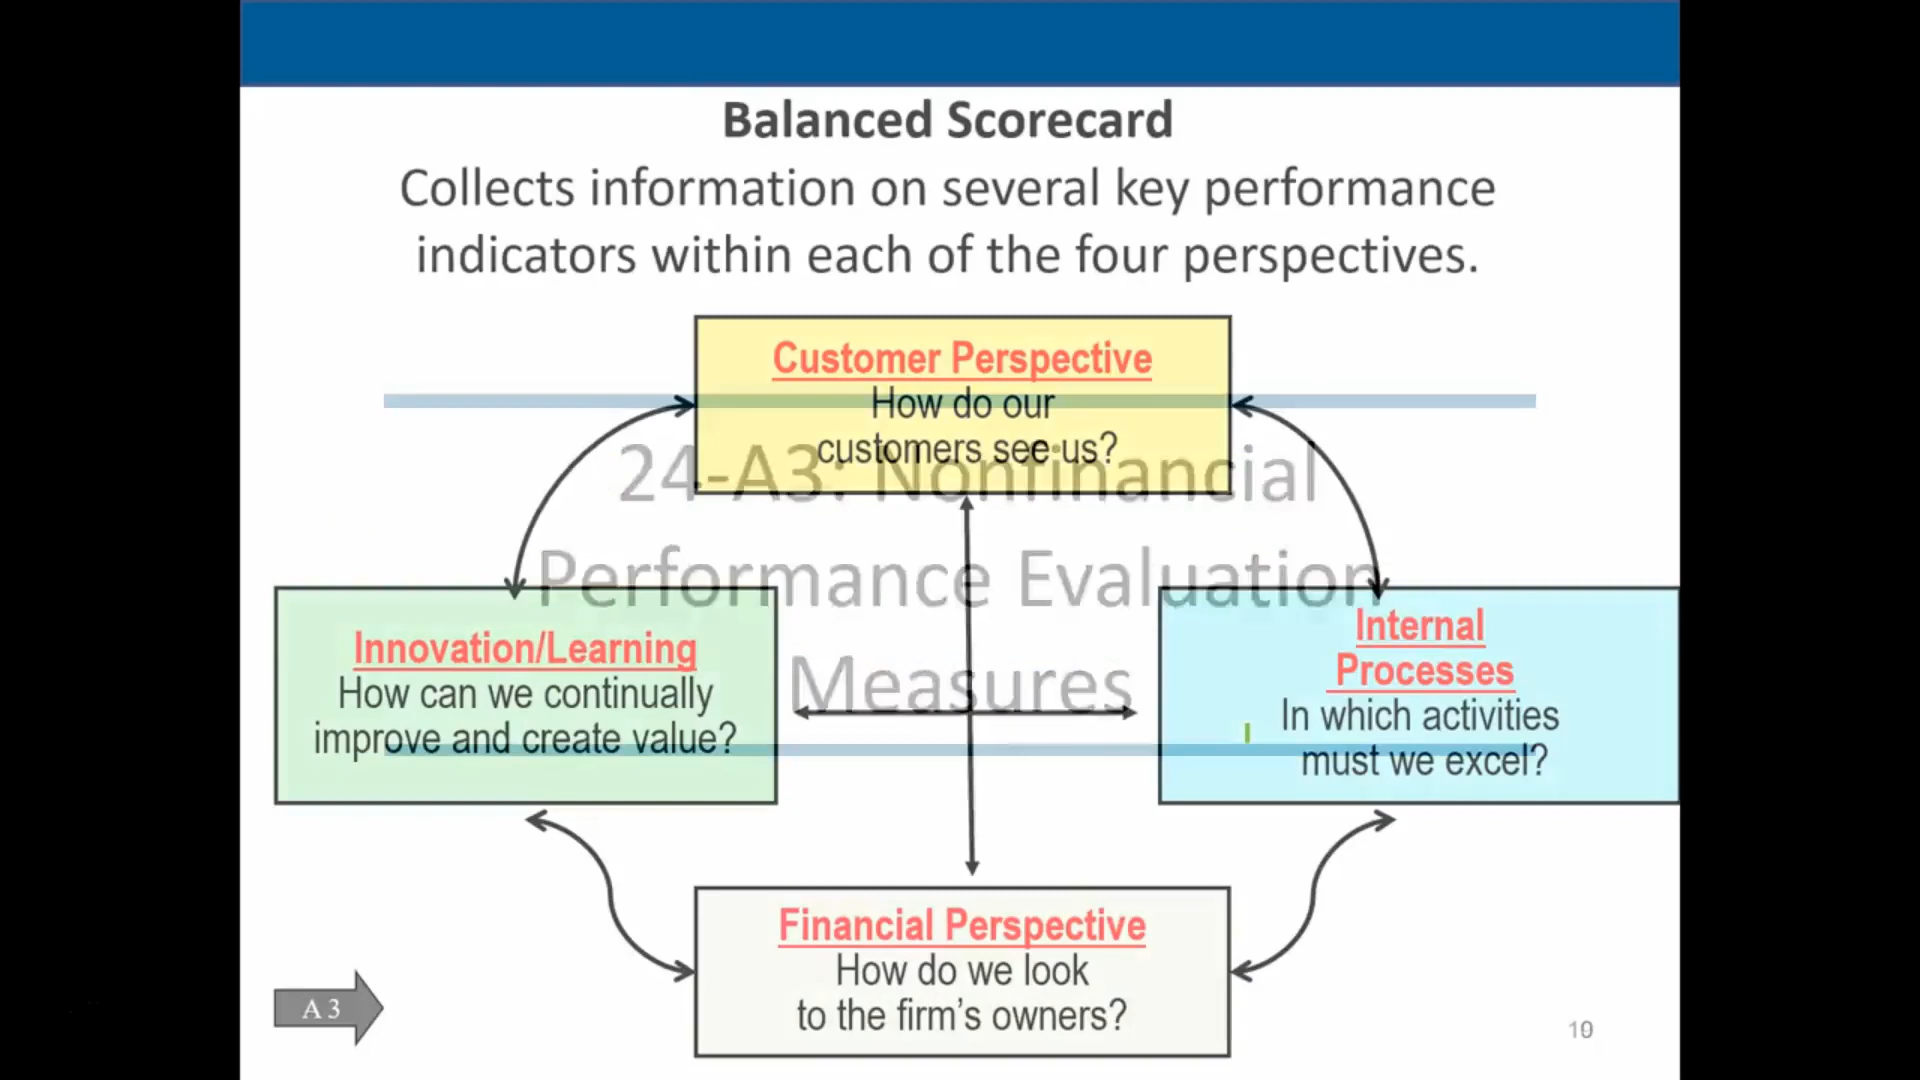 Balanced Scorecard
Collects information on several key performance
indicators within each of the four perspectives.
Customer Perspective
How do our
customers see us?
24-A3: Nonfinancial
Performance Evaluation
Measures
Innovation/Learning
How can we continually
improve and create value?
Internal
Processes
In which activities
must we excel?
Financial Perspective
How do we look
to the firm's owners?
A 3